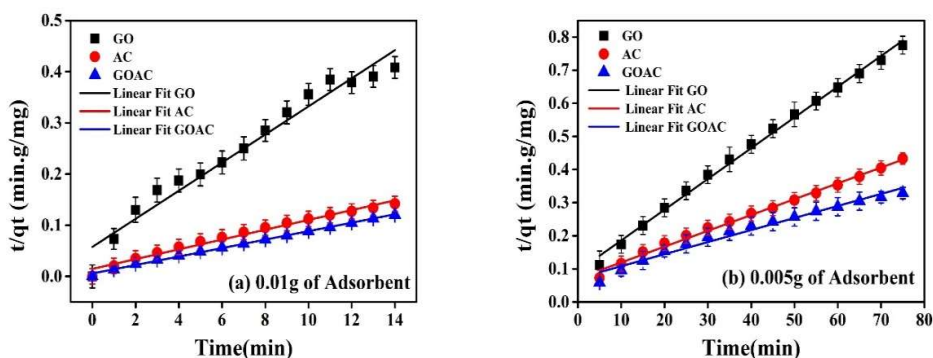 t/qt (min.g/mg)
0.5
0.4
0.3
0.2
0.1
0.0
GO
AC
GOAC
Linear Fit GO
Linear Fit AC
Linear Fit GOAC
(a) 0.01g of Adsorbent
0 2 4 6 8 10 12 14
Time(min)
t/qt (min.g/mg)
0.8
0.7
0.6
0.5
0.4
0.3
0.2
0.1
0.0
GO
AC
GOAC
Linear Fit GO
Linear Fit AC
Linear Fit GOAC
(b) 0.005g of Adsorbent
0 10 20 30 40 50 60 70 80
Time(min)